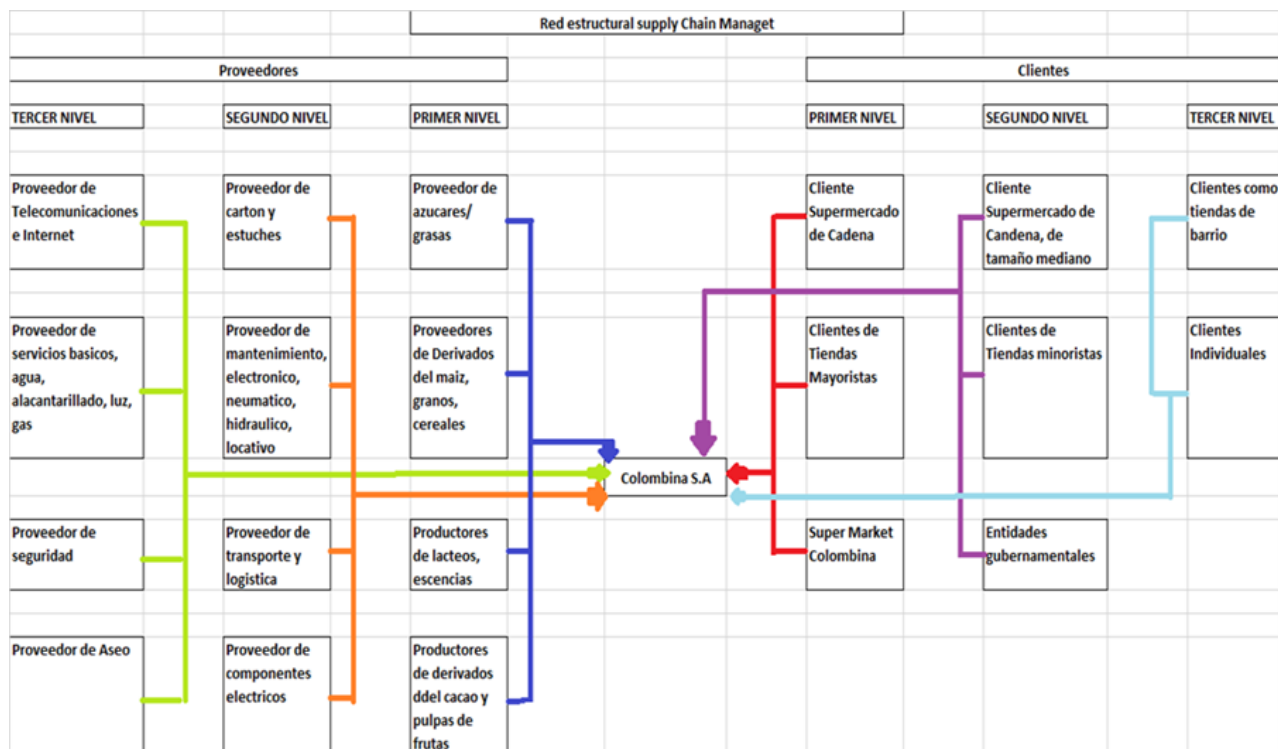 Red estructural supply Chain Managet
Proveedores
Clientes
TERCER NIVEL
SEGUNDO NIVEL
PRIMER NIVEL
PRIMER NIVEL
SEGUNDO NIVEL
TERCER NIVEL
Proveedor de
Telecomunicaciones
e Internet
Proveedor de
carton y
estuches
Proveedor de
azucares/
grasas
Cliente
Supermercado
de Cadena
Cliente
Supermercado de
Candena, de
tamaño mediano
Clientes como
tiendas de
barrio
Proveedor de
servicios basicos,
agua,
alacantarillado, luz,
gas
Proveedor de
mantenimiento,
electronico,
neumatico,
hidraulico,
locativo
Proveedores
de Derivados
del maiz,
granos,
cereales
Clientes de
Tiendas
Mayoristas
Clientes de
Tiendas minoristas
Clientes
Individuales
Colombina S.A
Proveedor de
seguridad
Proveedor de
transporte y
logistica
Productores
de lacteos,
escencias
Super Market
Colombina
Entidades
gubernamentales
Proveedor de Aseo
Proveedor de
componentes
electricos
Productores
de derivados
ddel cacao y
pulpas de
frutas